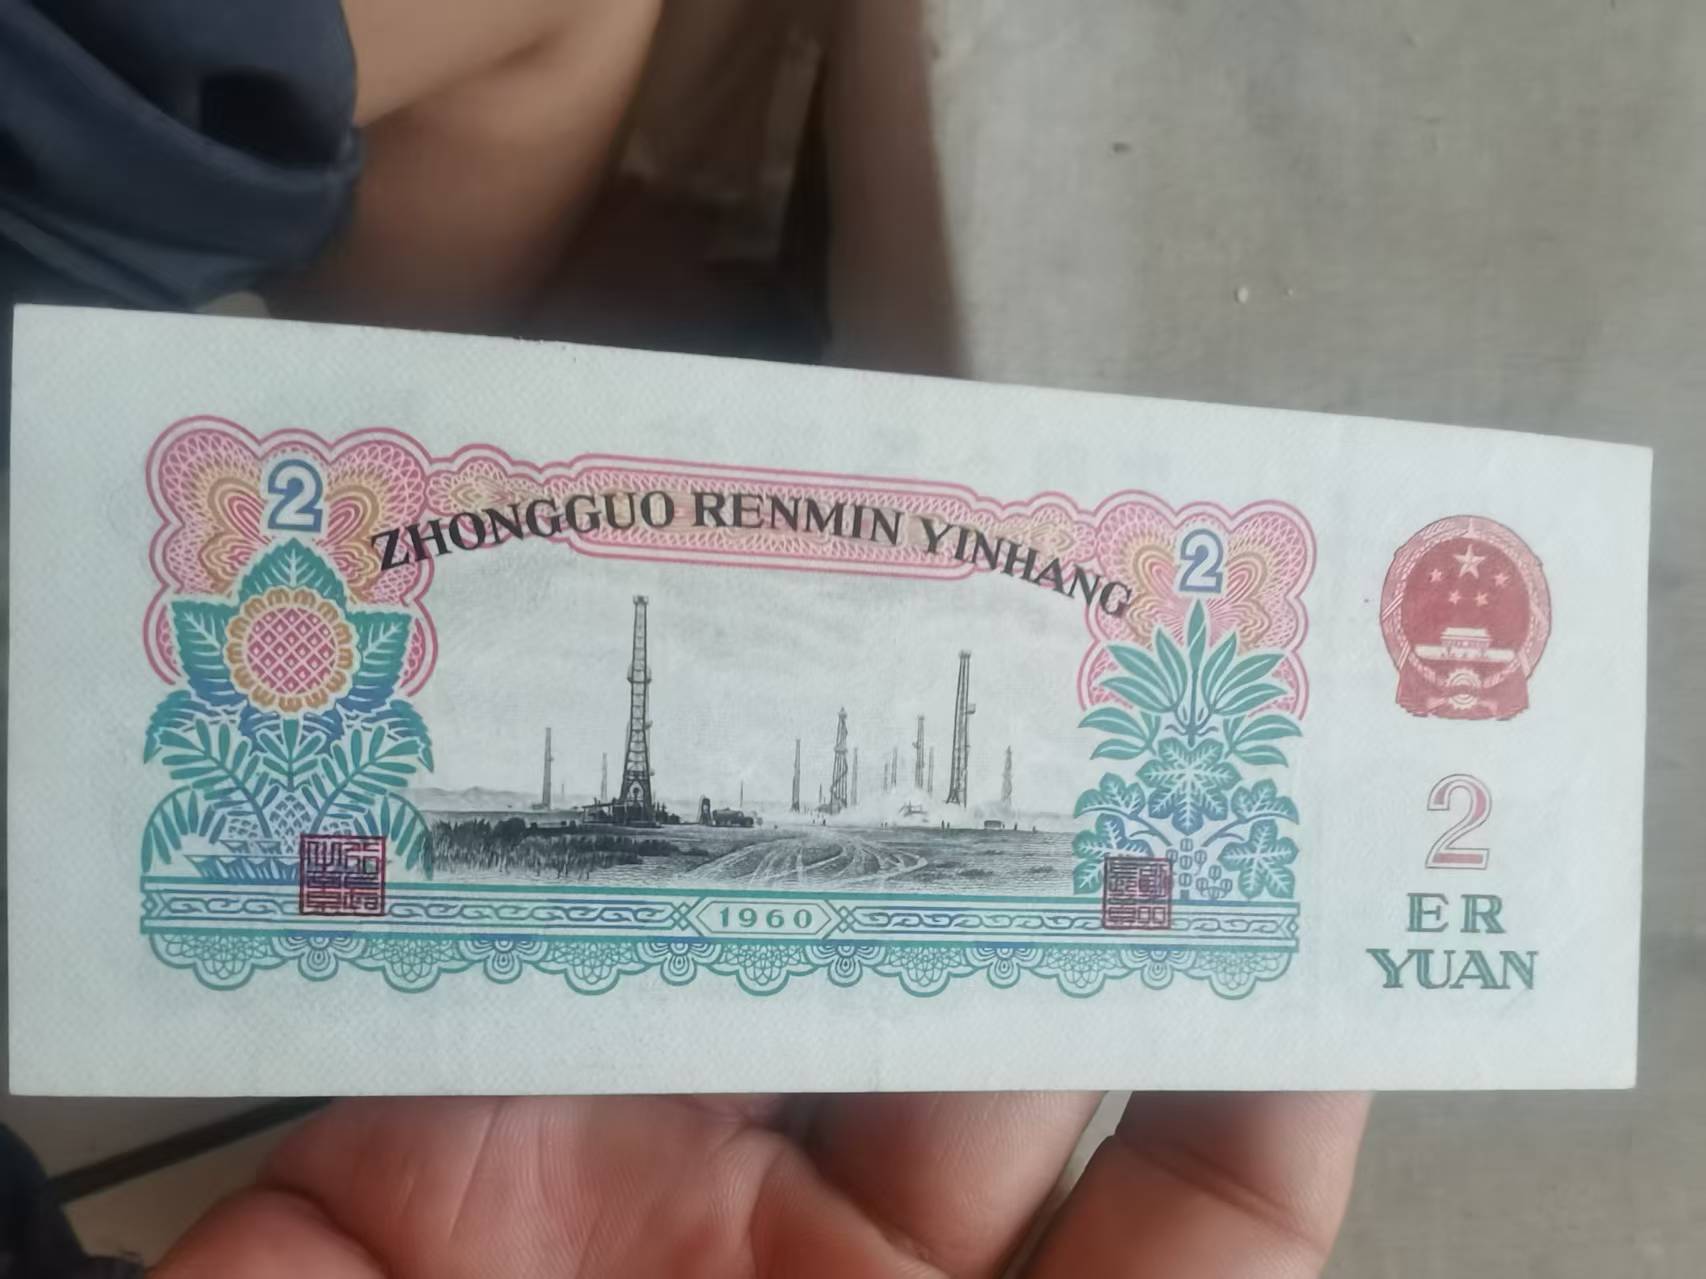 2
ZHONGGUO RENMIN YINHANG
2
1960
2
ER
YUAN